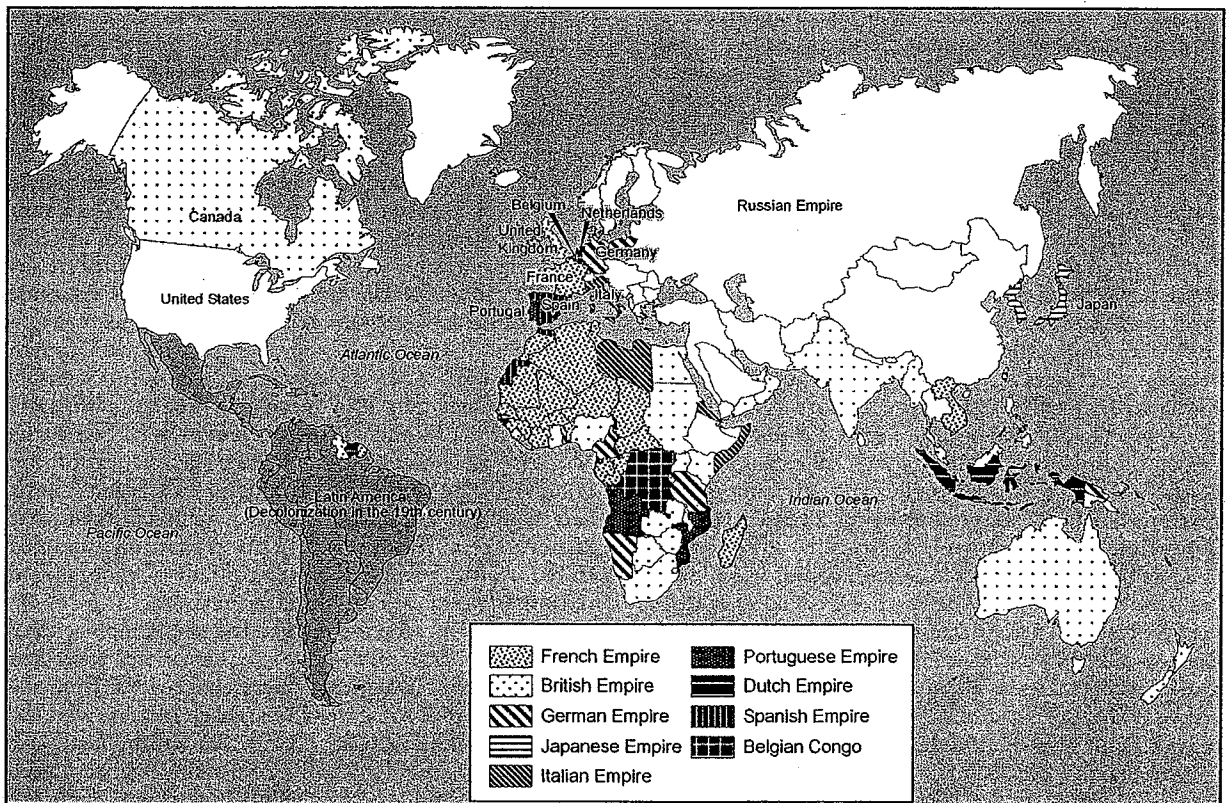 Belgium
Netherlands
Russian Empire
Canada
United
Kingdom
Germany
France
United States
Italy
Spain
Portugal
Japan
Atlantic Ocean
Latin America
(Decolonization in the 19th century)
Indian Ocean
Pacific Ocean
French Empire
British Empire
German Empire
Japanese Empire
Italian Empire
Portuguese Empire
Dutch Empire
Spanish Empire
Belgian Congo